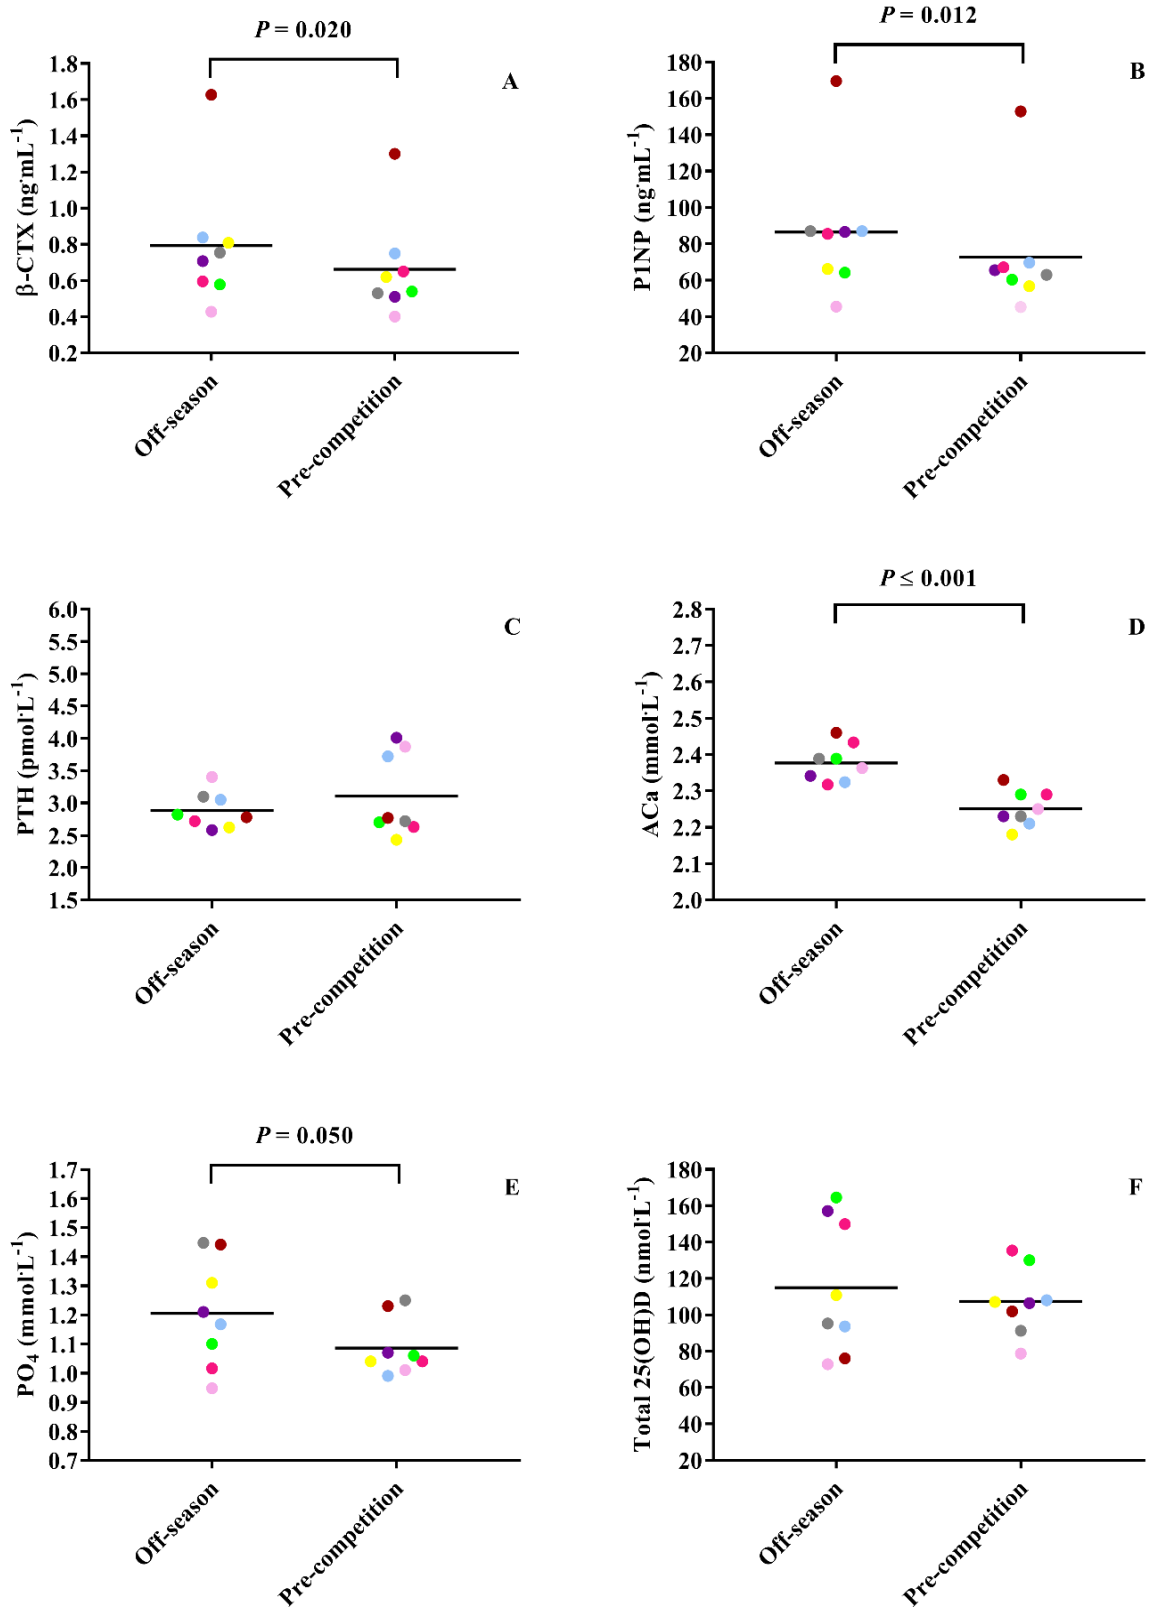 P = 0.020
A
β-CTX (ng·mL⁻¹)
1.8
1.6
1.4
1.2
1.0
0.8
0.6
0.4
0.2
Off-season
Pre-competition
P = 0.012
B
P1NP (ng·mL⁻¹)
180
160
140
120
100
80
60
40
20
Off-season
Pre-competition
C
PTH (pmol·L⁻¹)
6.0
5.5
5.0
4.5
4.0
3.5
3.0
2.5
2.0
1.5
Off-season
Pre-competition
P ≤ 0.001
D
ACa (mmol·L⁻¹)
2.8
2.7
2.6
2.5
2.4
2.3
2.2
2.1
2.0
Off-season
Pre-competition
P = 0.050
E
PO₄ (mmol·L⁻¹)
1.7
1.6
1.5
1.4
1.3
1.2
1.1
1.0
0.9
0.8
0.7
Off-season
Pre-competition
F
Total 25(OH)D (nmol·L⁻¹)
180
160
140
120
100
80
60
40
20
Off-season
Pre-competition